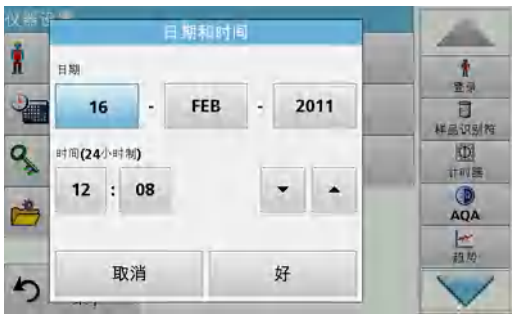 仪器设置
日期和时间
日期
16 - FEB - 2011
时间(24小时制)
12 : 08
取消
好
登录
样品识别符
计时器
AQA
趋势